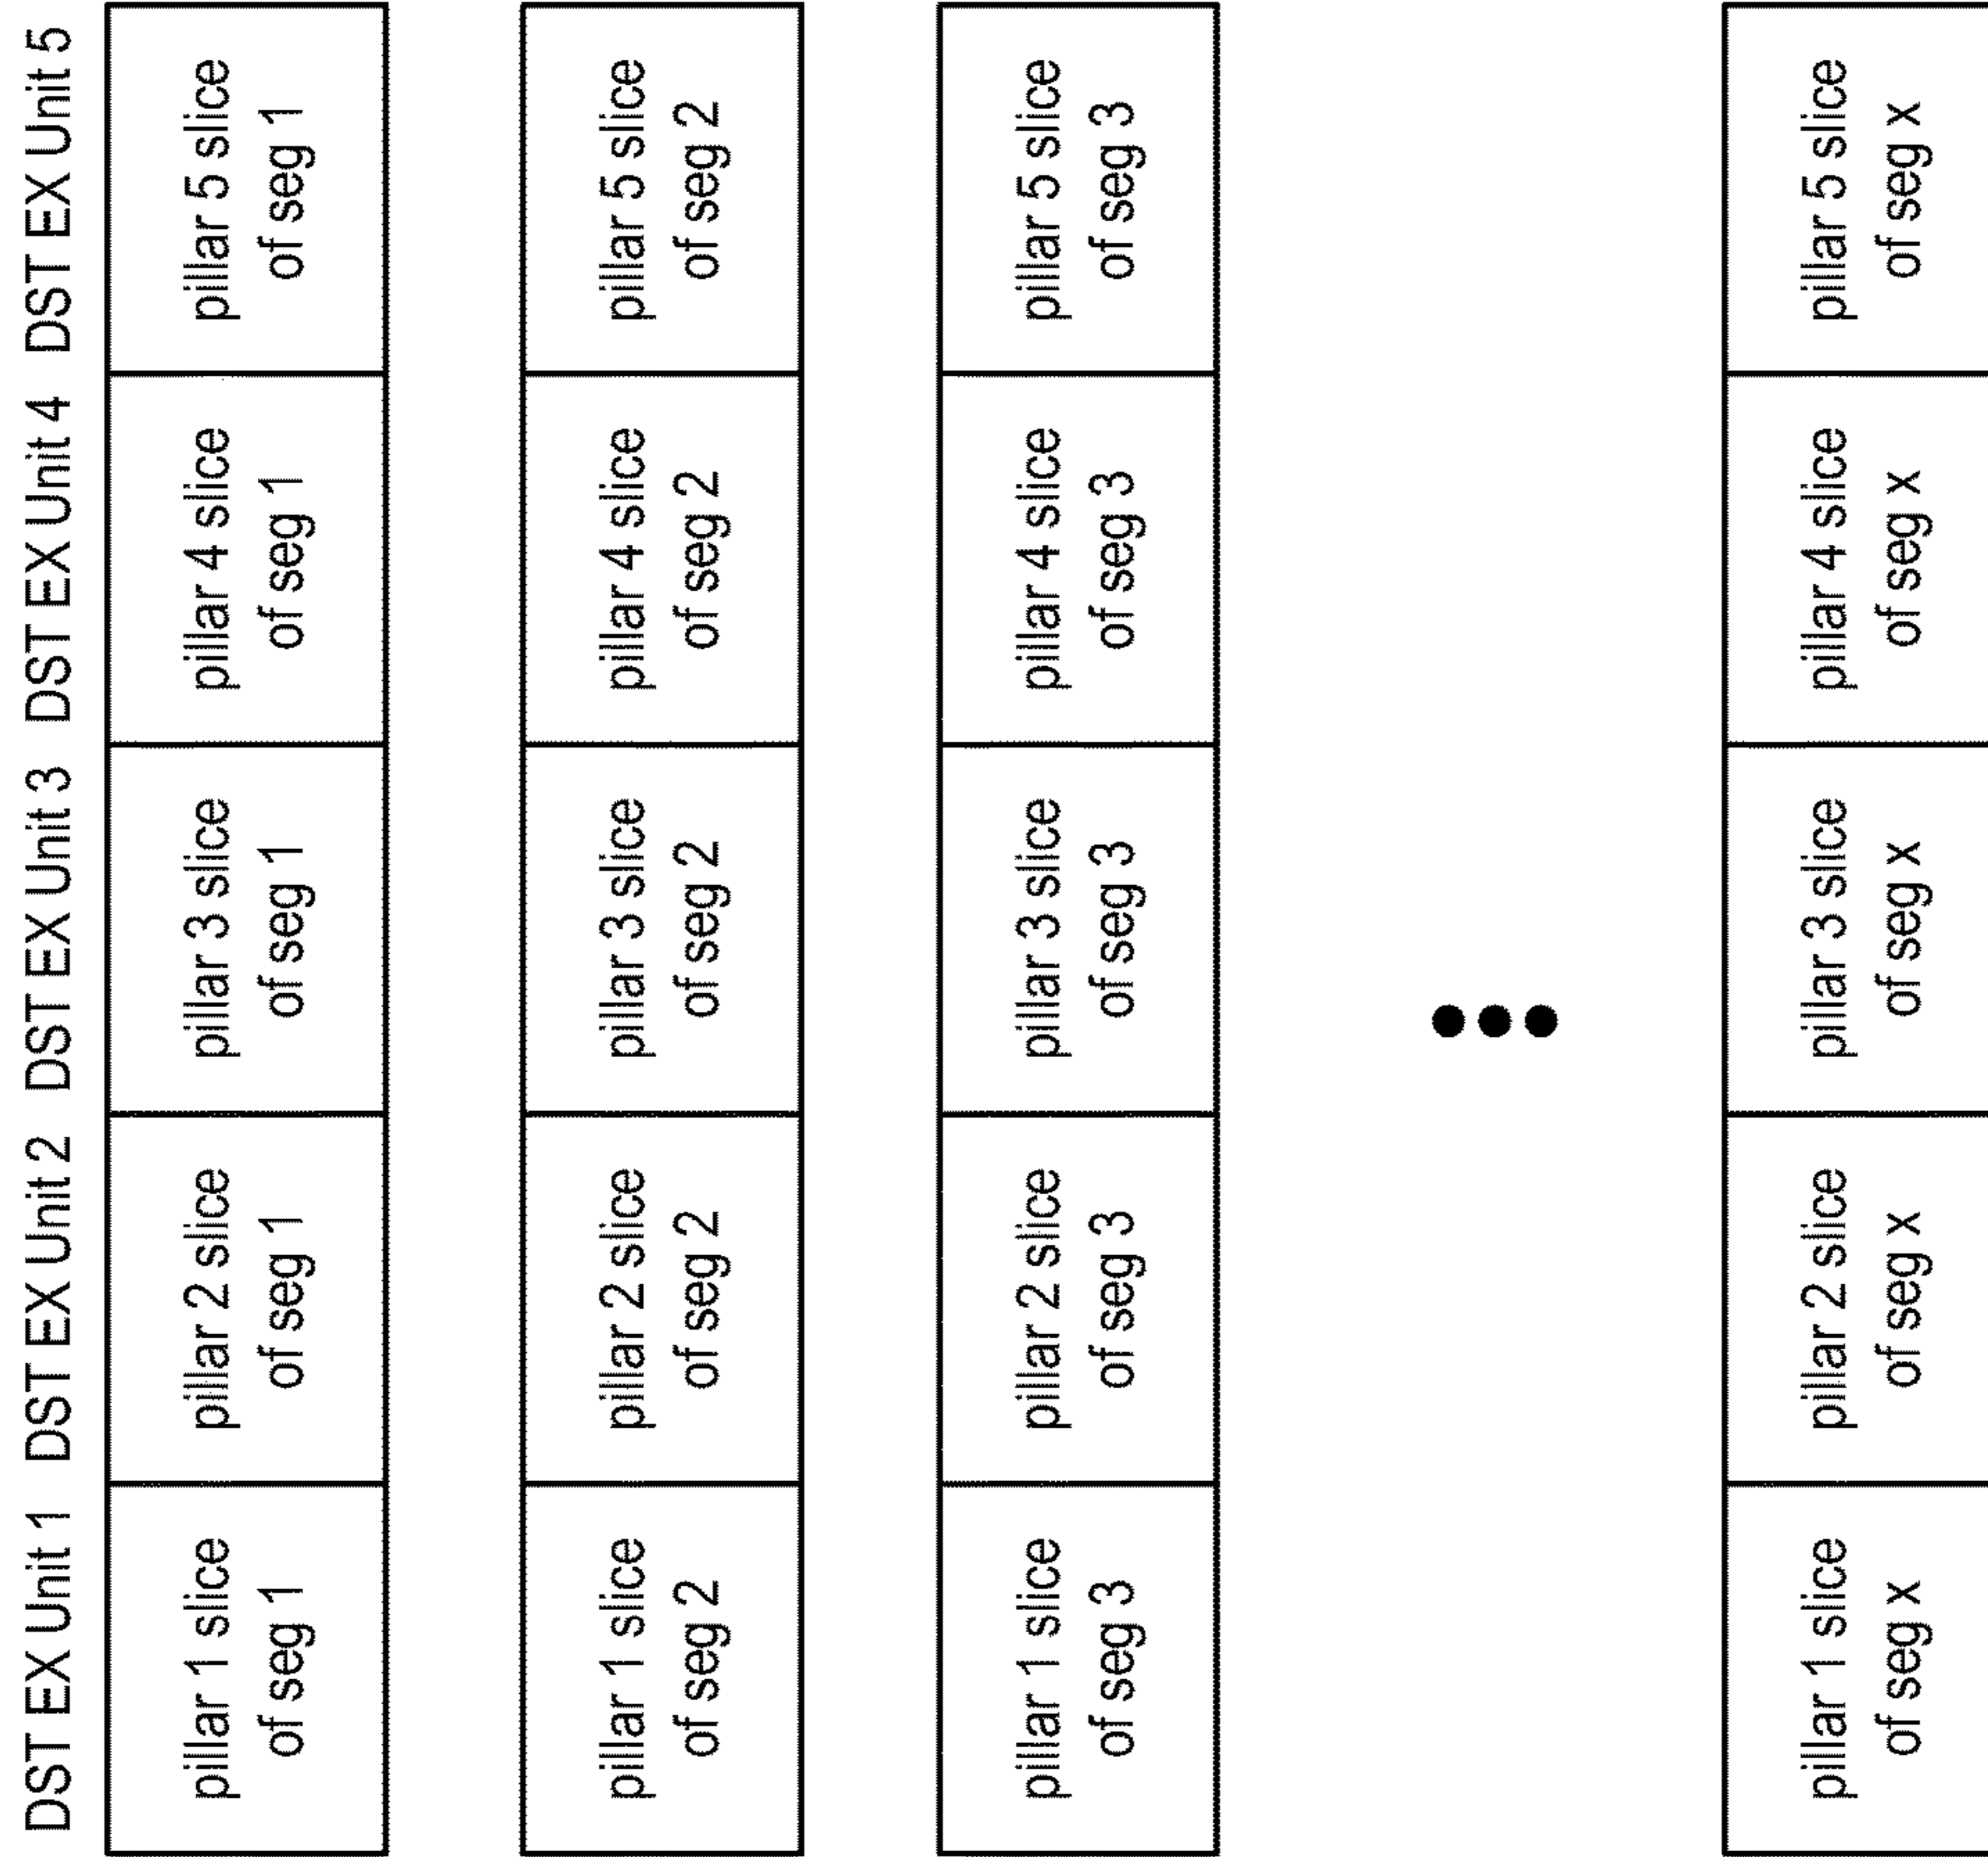 DST EX Unit 1 DST EX Unit 2 DST EX Unit 3 DST EX Unit 4 DST EX Unit 5
pillar 1 slice
of seg 1
pillar 2 slice
of seg 1
pillar 3 slice
of seg 1
pillar 4 slice
of seg 1
pillar 5 slice
of seg 1
pillar 1 slice
of seg 2
pillar 2 slice
of seg 2
pillar 3 slice
of seg 2
pillar 4 slice
of seg 2
pillar 5 slice
of seg 2
pillar 1 slice
of seg 3
pillar 2 slice
of seg 3
pillar 3 slice
of seg 3
pillar 4 slice
of seg 3
pillar 5 slice
of seg 3
pillar 1 slice
of seg x
pillar 2 slice
of seg x
pillar 3 slice
of seg x
pillar 4 slice
of seg x
pillar 5 slice
of seg x